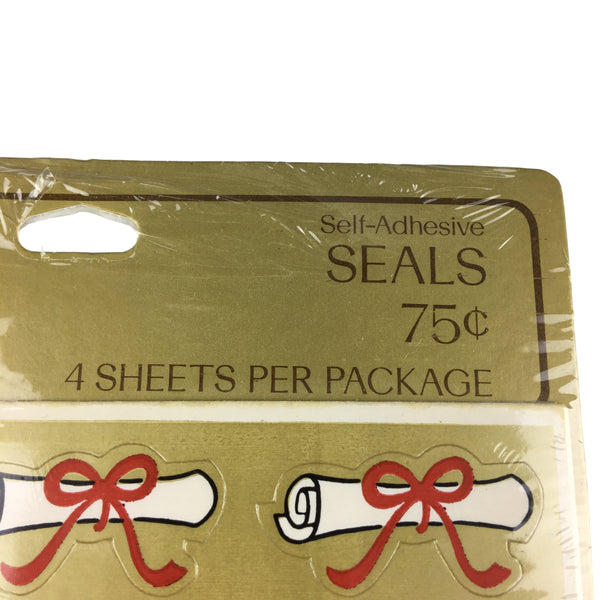 Self-Adhesive
SEALS
75¢
4 SHEETS PER PACKAGE